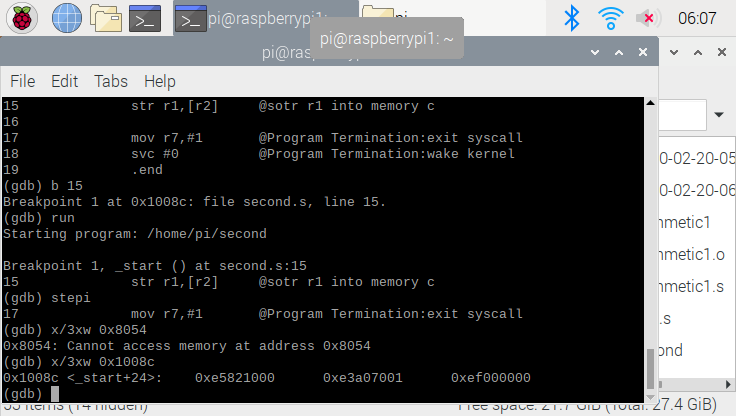 pi@raspberrypi1:
pi
06:07
pi@raspberrypi1: ~
pi@raspberrypi1: ~
File Edit Tabs Help
15 str r1,[r2] @sotr r1 into memory c
16
17 mov r7,#1 @Program Termination:exit syscall
18 svc #0 @Program Termination:wake kernel
19 .end
(gdb) b 15
Breakpoint 1 at 0x1008c: file second.s, line 15.
(gdb) run
Starting program: /home/pi/second
Breakpoint 1, _start () at second.s:15
15 str r1,[r2] @sotr r1 into memory c
(gdb) stepi
17 mov r7,#1 @Program Termination:exit syscall
(gdb) x/3xw 0x8054
0x8054: Cannot access memory at address 0x8054
(gdb) x/3xw 0x1008c
0x1008c <_start+24>: 0xe5821000 0xe3a07001 0xef000000
(gdb)
0-02-20-05
0-02-20-06
nmetic1
nmetic1.o
nmetic1.s
.s
ond
55 items (14 hidden) Free space: 21.7 GiB (Total: 27.4 GiB)